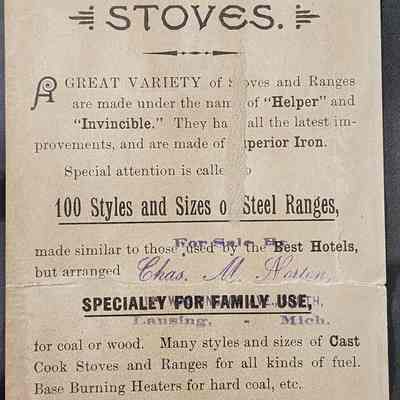 STOVES.
A GREAT VARIETY of Stoves and Ranges
are made under the name of "Helper" and
"Invincible." They have all the latest im-
provements, and are made of Superior Iron.
Special attention is called to
100 Styles and Sizes of Steel Ranges,
made similar to those used by the Best Hotels,
For Sale By
but arranged
Chas. M. Norton,
SPECIALLY FOR FAMILY USE,
Lansing, - Mich.
for coal or wood. Many styles and sizes of Cast
Cook Stoves and Ranges for all kinds of fuel.
Base Burning Heaters for hard coal, etc.